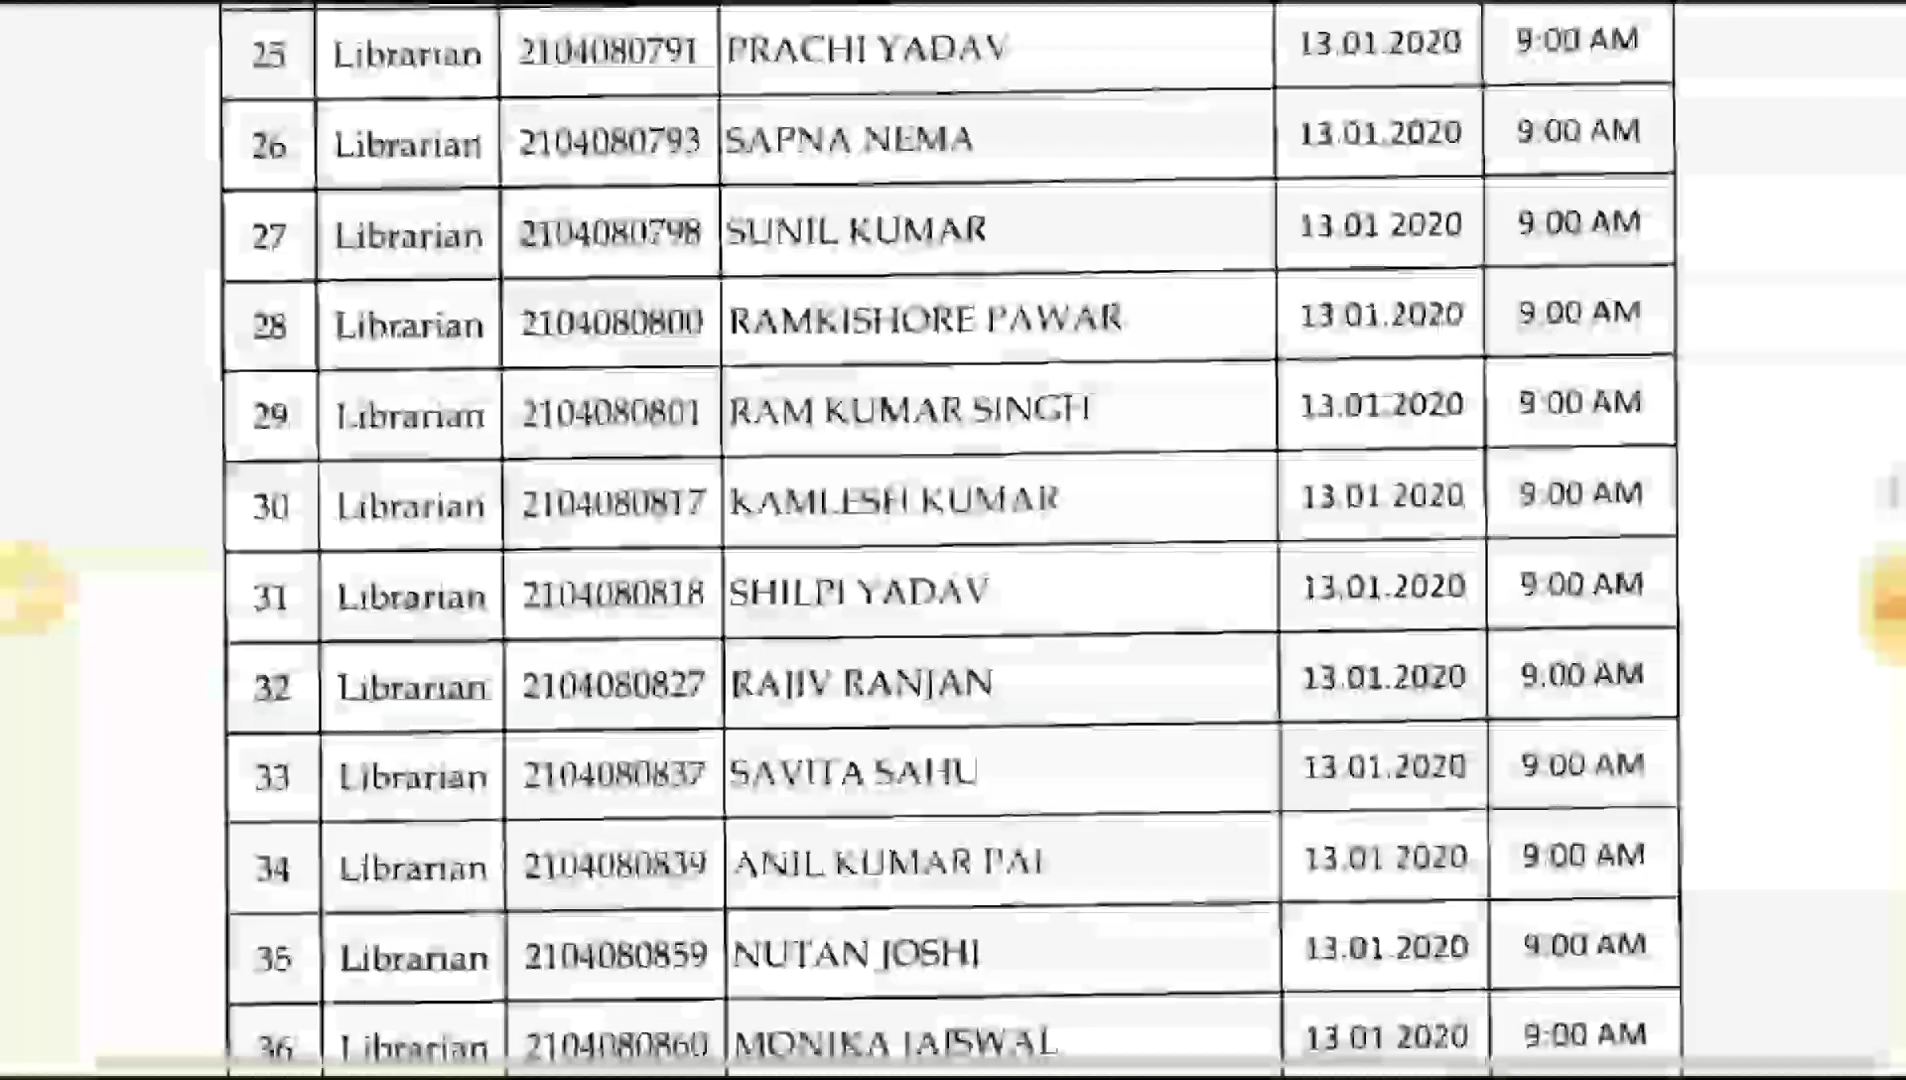 25 Librarian 2104080791 PRACHI YADAV 13.01.2020 9:00 AM
26 Librarian 2104080793 SAPNA NEMA 13.01.2020 9:00 AM
27 Librarian 2104080798 SUNIL KUMAR 13.01 2020 9.00 AM
28 Librarian 2104080800 RAMKISHORE PAWAR 13.01.2020 9.00 AM
29 Librarian 2104080801 RAM KUMAR SINGH 13.01.2020 9:00 AM
30 Librarian 2104080817 KAMLESH KUMAR 13.01.2020 9:00 AM
31 Librarian 2104080818 SHILPI YADAV 13.01.2020 9:00 AM
32 Librarian 2104080827 RAJIV RANJAN 13.01.2020 9.00 AM
33 Librarian 2104080837 SAVITA SAHU 13.01.2020 9:00 AM
34 Librarian 2104080839 ANIL KUMAR PAL 13.01 2020 9:00 AM
35 Librarian 2104080859 NUTAN JOSHI 13.01.2020 9:00 AM
36 Librarian 2104080860 MONIKA JAISWAL 13 01 2020 9:00 AM